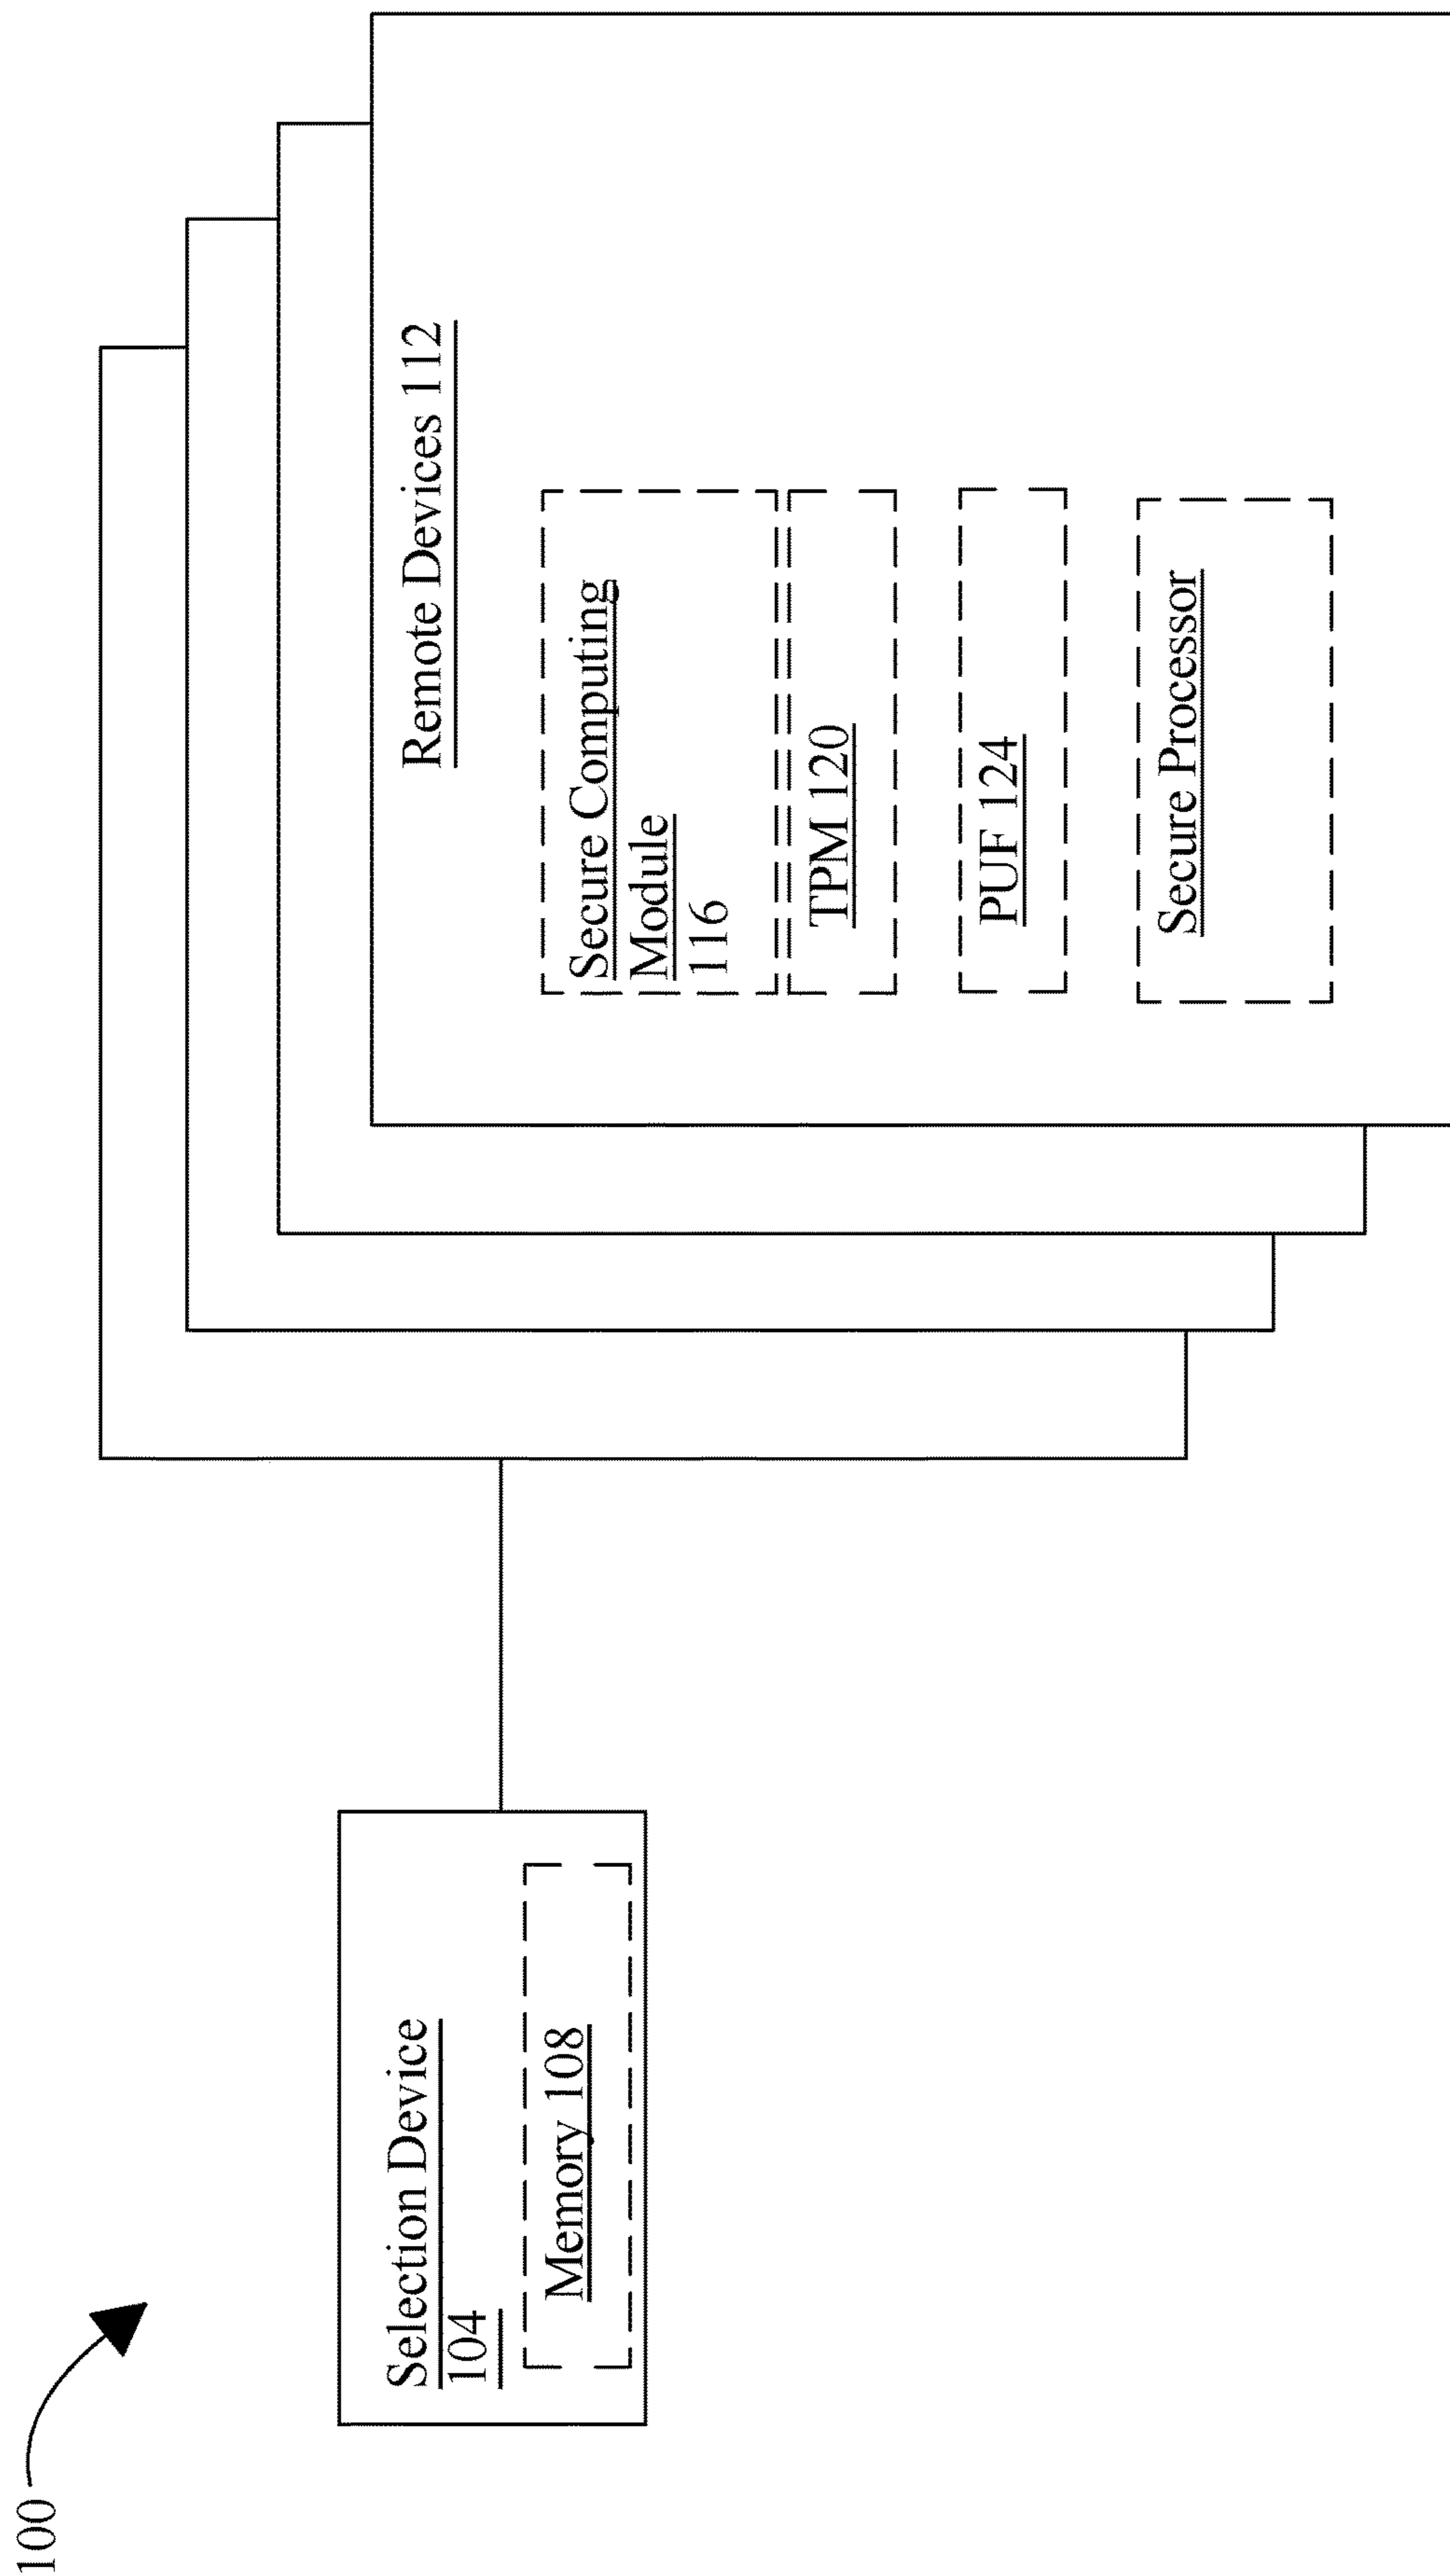 100
Selection Device
104
Memory 108
Remote Devices 112
Secure Computing
Module
116
TPM 120
PUF 124
Secure Processor